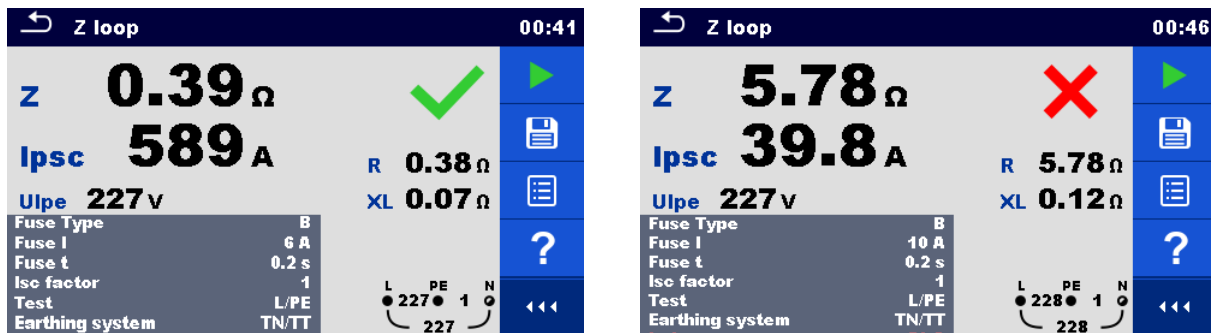 Z loop 00:41
Z 0.39 Ω
Ipsc 589 A
R 0.38 Ω
Ulpe 227 V
XL 0.07 Ω
Fuse Type B
Fuse I 6 A
Fuse t 0.2 s
Isc factor 1
Test L/PE
Earthing system TN/TT
L PE N
227 1
227
?
Z loop 00:46
Z 5.78 Ω
Ipsc 39.8 A
R 5.78 Ω
Ulpe 227 V
XL 0.12 Ω
Fuse Type B
Fuse I 10 A
Fuse t 0.2 s
Isc factor 1
Test L/PE
Earthing system TN/TT
L PE N
228 1
228
?